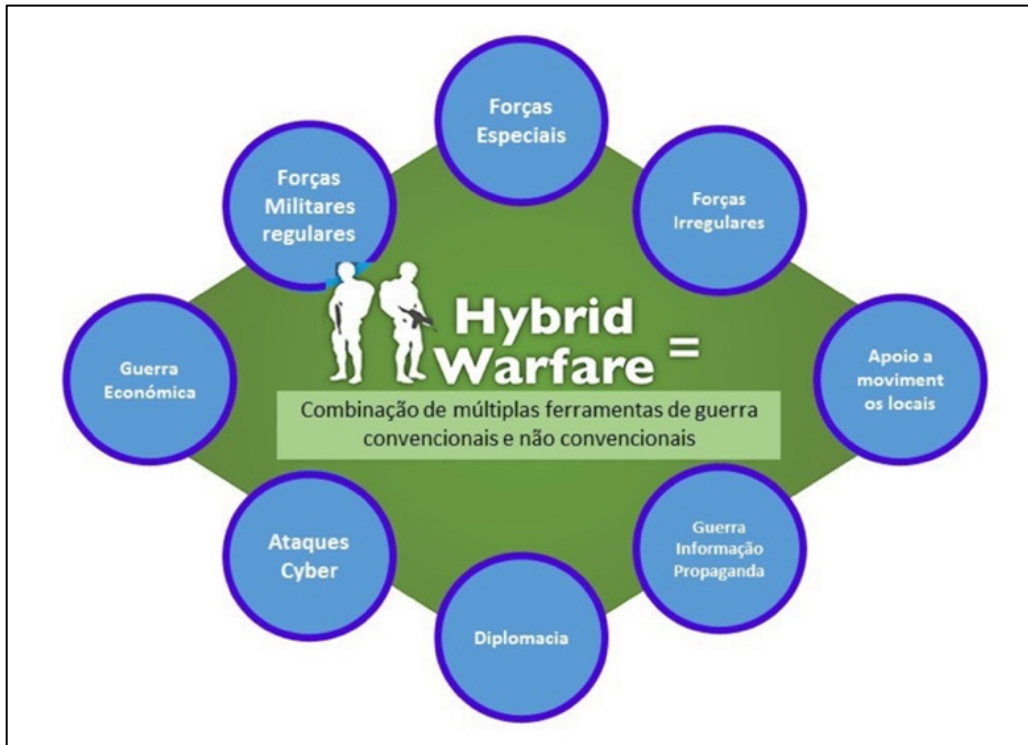 Forças
Especiais
Forças
Militares
regulares
Forças
Irregulares
Hybrid
Warfare =
Combinação de múltiplas ferramentas de guerra
convencionais e não convencionais
Guerra
Económica
Apoio a
moviment
os locais
Ataques
Cyber
Guerra
Informação
Propaganda
Diplomacia